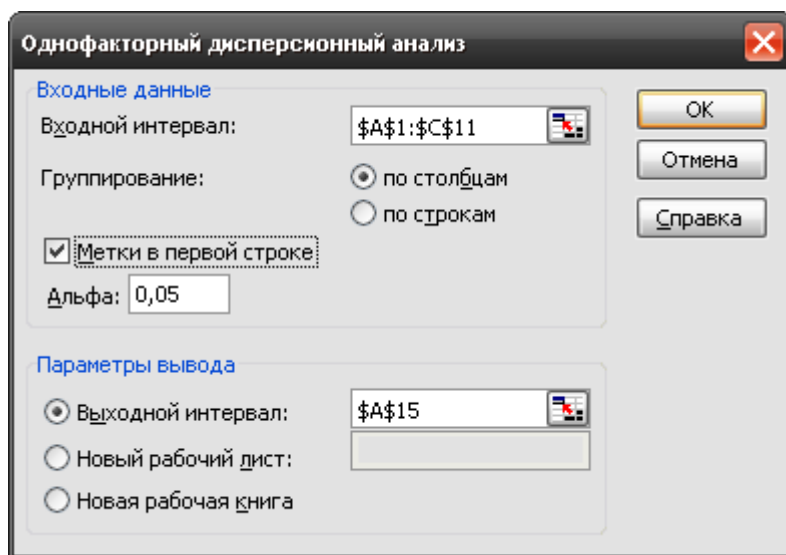 Однофакторный дисперсионный анализ
Входные данные
Входной интервал:
$A$1:$C$11
Группирование:
по столбцам
по строкам
Метки в первой строке
Альфа:
0,05
OK
Отмена
Справка
Параметры вывода
Выходной интервал:
$A$15
Новый рабочий лист:
Новая рабочая книга